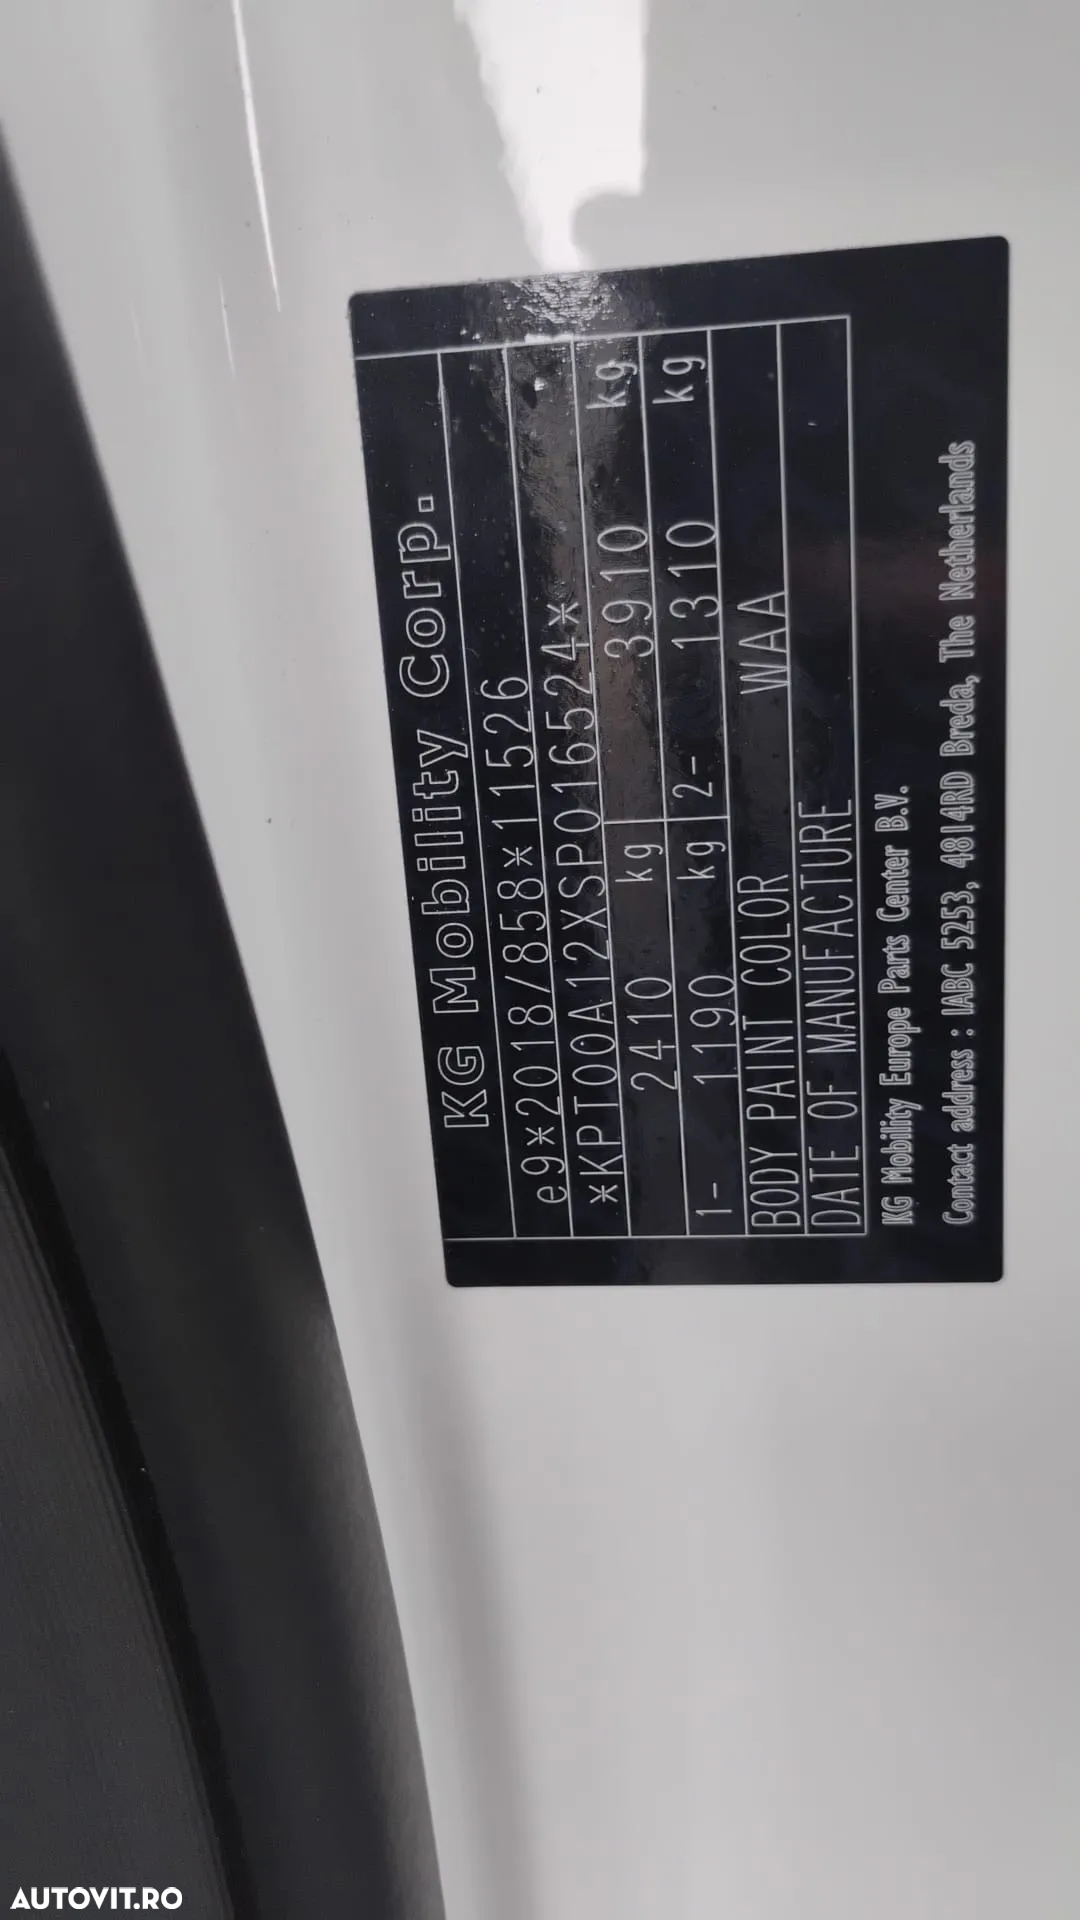 KG Mobility Corp.
e9*2018/858*11526
*KPT00A12XSP016524*
2410 kg 3910 kg
1- 1190 kg 2- 1310 kg
BODY PAINT COLOR WAA
DATE OF MANUFACTURE
KG Mobility Europe Parts Center B.V.
Contact address : IABC 5253, 4814RD Breda, The Netherlands
AUTOVIT.RO